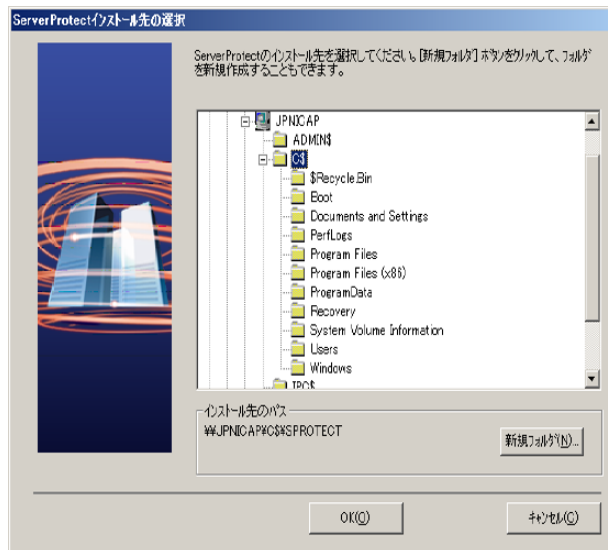 ServerProtectインストール先の選択
ServerProtectのインストール先を選択してください。[新規フォルダ] ボタンをクリックして、フォルダ
を新規作成することもできます。
JPNICAP
ADMIN$
C$
$Recycle.Bin
Boot
Documents and Settings
PerfLogs
Program Files
Program Files (x86)
ProgramData
Recovery
System Volume Information
Users
Windows
IPC$
インストール先のパス
¥¥JPNICAP¥C$¥SPROTECT
新規フォルダ(N)...
OK(O)
キャンセル(C)